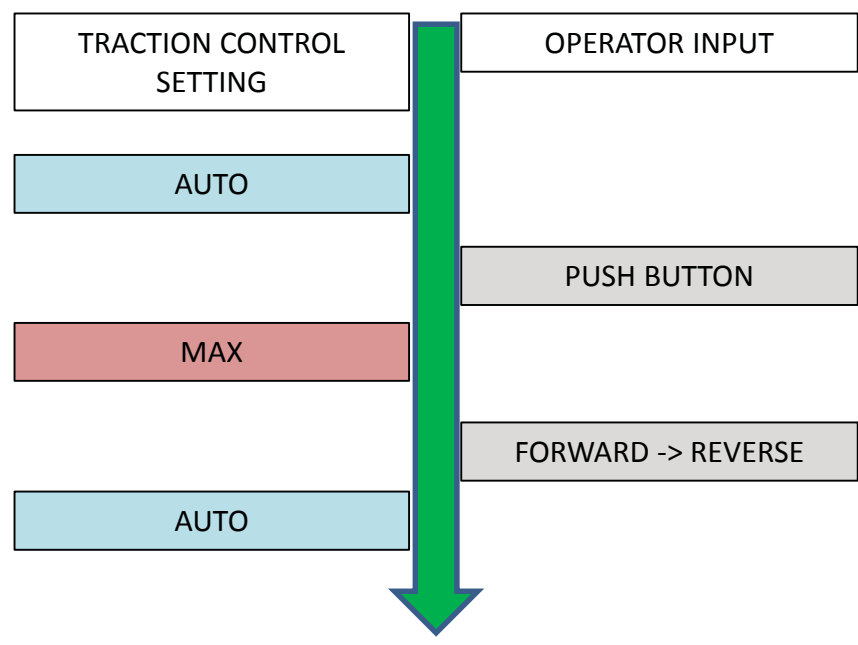 TRACTION CONTROL
SETTING
OPERATOR INPUT
AUTO
PUSH BUTTON
MAX
FORWARD -> REVERSE
AUTO